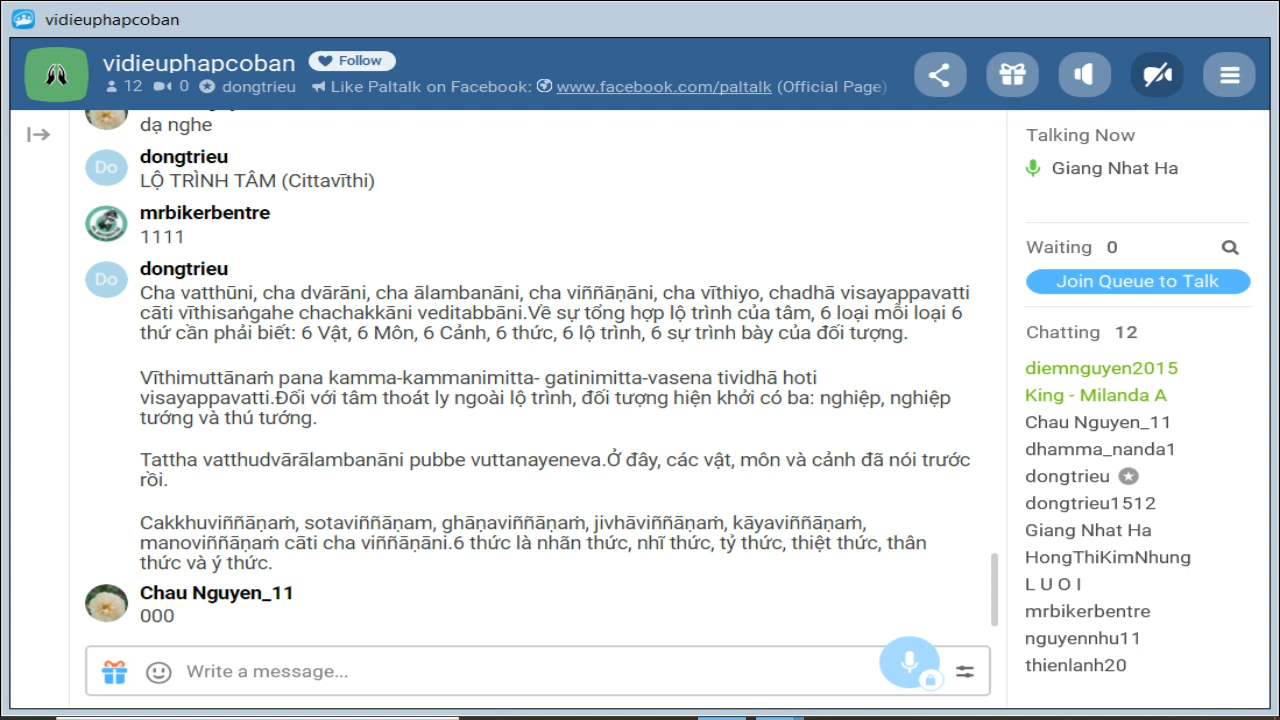 vidieuphapcoban
vidieuphapcoban
Follow
12 0 dongtrieu Like Paltalk on Facebook: www.facebook.com/paltalk (Official Page)
dạ nghe
Do
dongtrieu
LỘ TRÌNH TÂM (Cittavīthi)
mrbikerbentre
1111
Do
dongtrieu
Cha vatthūni, cha dvārāni, cha ālambanāni, cha viññāṇāni, cha vīthiyo, chadhā visayappavatti
cāti vīthisaṅgahe chachakkāni veditabbāni.Về sự tổng hợp lộ trình của tâm, 6 loại mỗi loại 6
thứ cần phải biết: 6 Vật, 6 Môn, 6 Cảnh, 6 thức, 6 lộ trình, 6 sự trình bày của đối tượng.
Vīthimuttānaṁ pana kamma-kammanimitta- gatinimitta-vasena tividhā hoti
visayappavatti.Đối với tâm thoát ly ngoài lộ trình, đối tượng hiện khởi có ba: nghiệp, nghiệp
tướng và thú tướng.
Tattha vatthudvārālambanāni pubbe vuttanayeneva.Ở đây, các vật, môn và cảnh đã nói trước
rồi.
Cakkhuviññāṇaṁ, sotaviññāṇam, ghāṇaviññāṇaṁ, jivhāviññāṇaṁ, kāyaviññāṇaṁ,
manoviññāṇaṁ cāti cha viññāṇāni.6 thức là nhãn thức, nhĩ thức, tỷ thức, thiệt thức, thân
thức và ý thức.
Chau Nguyen_11
000
Write a message...
Talking Now
Giang Nhat Ha
Waiting 0
Join Queue to Talk
Chatting 12
diemnguyen2015
King - Milanda A
Chau Nguyen_11
dhamma_nanda1
dongtrieu
dongtrieu1512
Giang Nhat Ha
HongThiKimNhung
L U O I
mrbikerbentre
nguyennhu11
thienlanh20